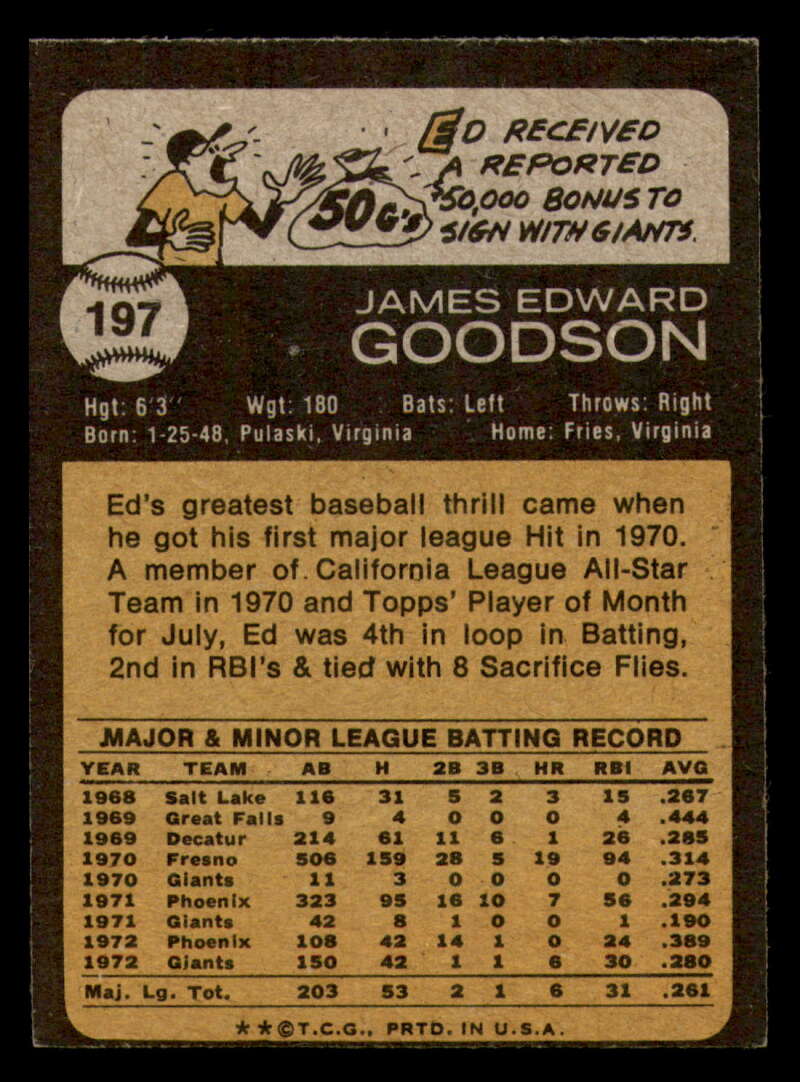 50 G's
ED RECEIVED
A REPORTED
$50,000 BONUS TO
SIGN WITH GIANTS.
197
JAMES EDWARD
GOODSON
Hgt: 6'3" Wgt: 180 Bats: Left Throws: Right
Born: 1-25-48, Pulaski, Virginia Home: Fries, Virginia
Ed's greatest baseball thrill came when
he got his first major league Hit in 1970.
A member of California League All-Star
Team in 1970 and Topps' Player of Month
for July, Ed was 4th in loop in Batting,
2nd in RBI's & tied with 8 Sacrifice Flies.
MAJOR & MINOR LEAGUE BATTING RECORD
YEAR TEAM AB H 2B 3B HR RBI AVG
1968 Salt Lake 116 31 5 2 3 15 .267
1969 Great Falls 9 4 0 0 0 4 .444
1969 Decatur 214 61 11 6 1 26 .285
1970 Fresno 506 159 28 5 19 94 .314
1970 Giants 11 3 0 0 0 0 .273
1971 Phoenix 323 95 16 10 7 56 .294
1971 Giants 42 8 1 0 0 1 .190
1972 Phoenix 108 42 14 1 0 24 .389
1972 Giants 150 42 1 1 6 30 .280
Maj. Lg. Tot. 203 53 2 1 6 31 .261
**©T.C.G., PRTD. IN U.S.A.